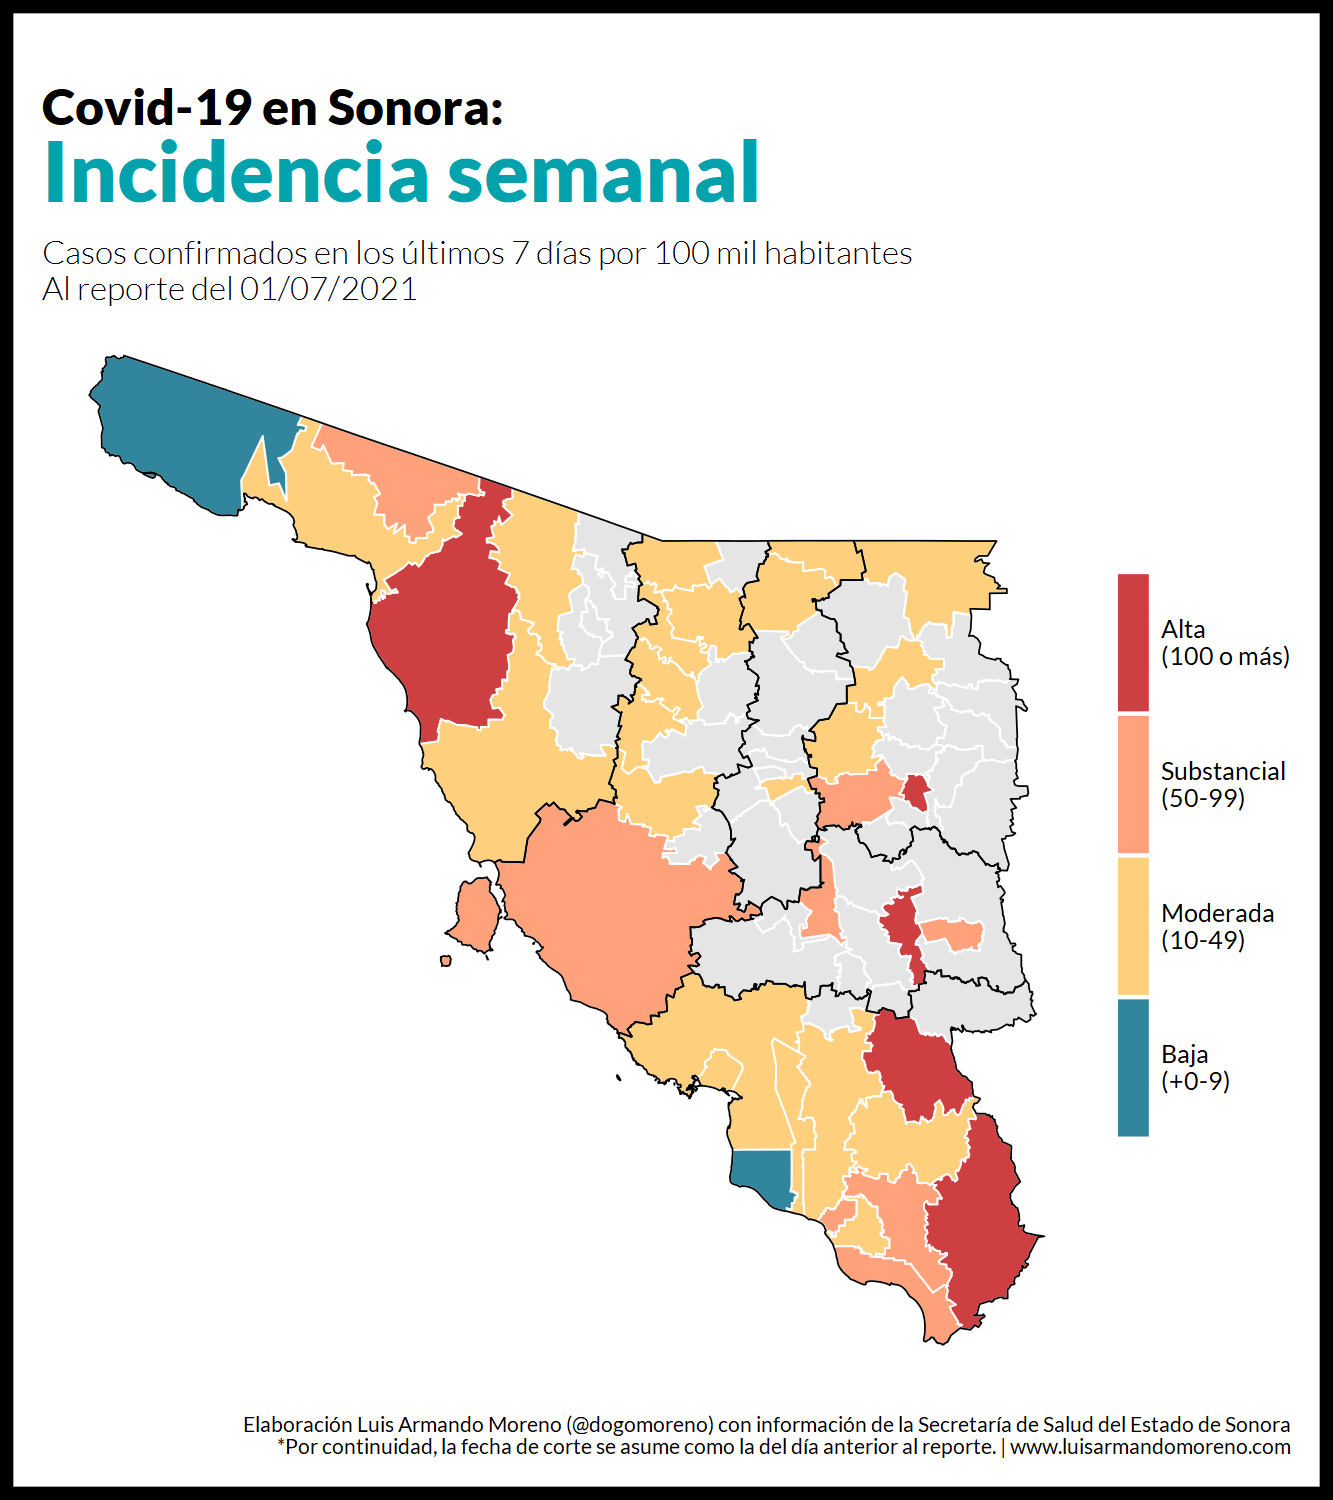 Covid-19 en Sonora:
Incidencia semanal
Casos confirmados en los últimos 7 días por 100 mil habitantes
Al reporte del 01/07/2021
Alta
(100 o más)
Substancial
(50-99)
Moderada
(10-49)
Baja
(+0-9)
Elaboración Luis Armando Moreno (@dogomoreno) con información de la Secretaría de Salud del Estado de Sonora
*Por continuidad, la fecha de corte se asume como la del día anterior al reporte. | www.luisarmandomoreno.com